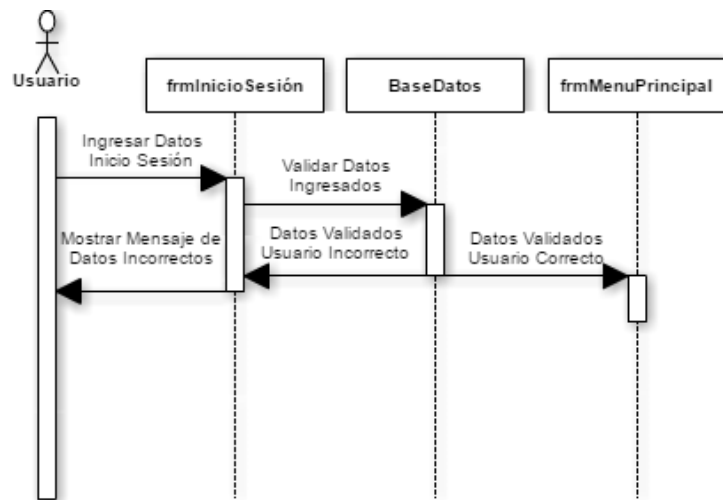 Usuario
frmInicioSesión
BaseDatos
frmMenuPrincipal
Ingresar Datos
Inicio Sesión
Validar Datos
Ingresados
Mostrar Mensaje de
Datos Incorrectos
Datos Validados
Usuario Incorrecto
Datos Validados
Usuario Correcto